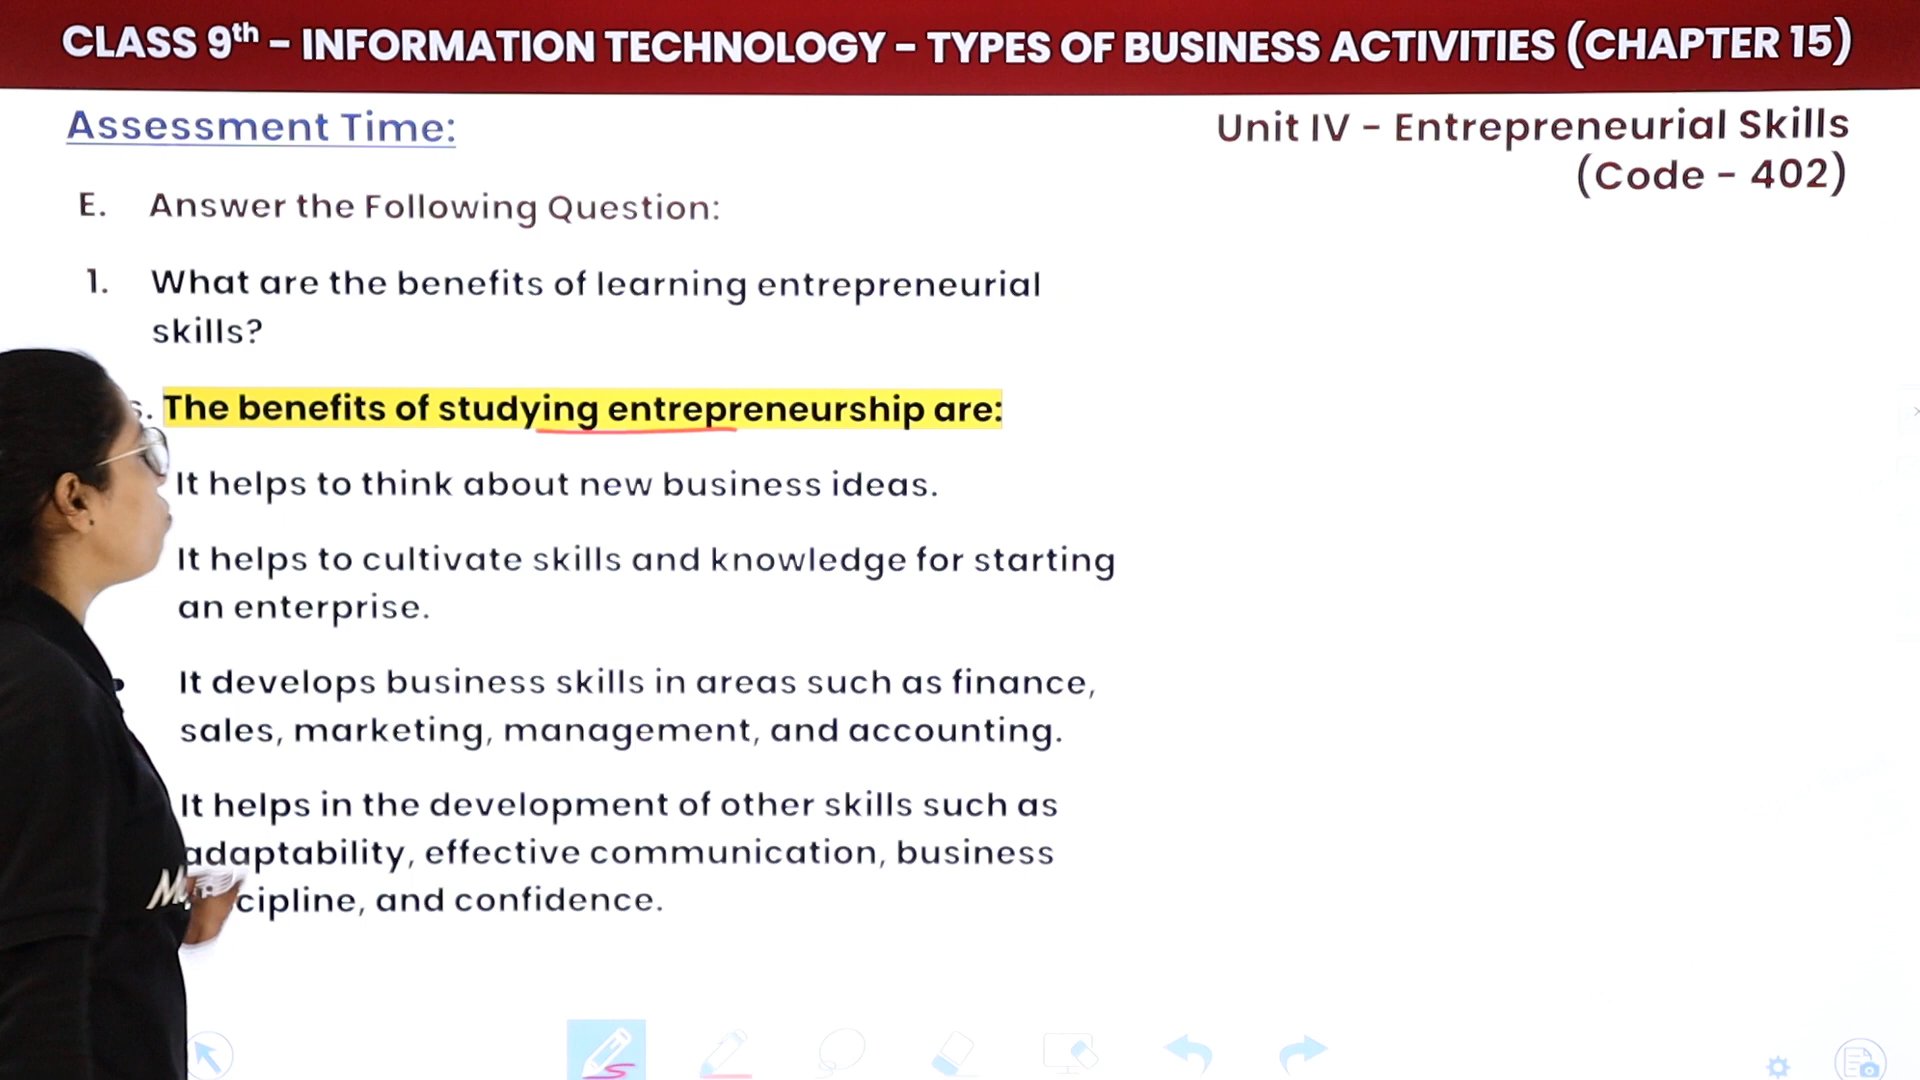 CLASS 9th – INFORMATION TECHNOLOGY – TYPES OF BUSINESS ACTIVITIES (CHAPTER 15)
Assessment Time:
Unit IV – Entrepreneurial Skills
(Code – 402)
E. Answer the Following Question:
1. What are the benefits of learning entrepreneurial
skills?
The benefits of studying entrepreneurship are:
It helps to think about new business ideas.
It helps to cultivate skills and knowledge for starting
an enterprise.
It develops business skills in areas such as finance,
sales, marketing, management, and accounting.
It helps in the development of other skills such as
adaptability, effective communication, business
cipline, and confidence.